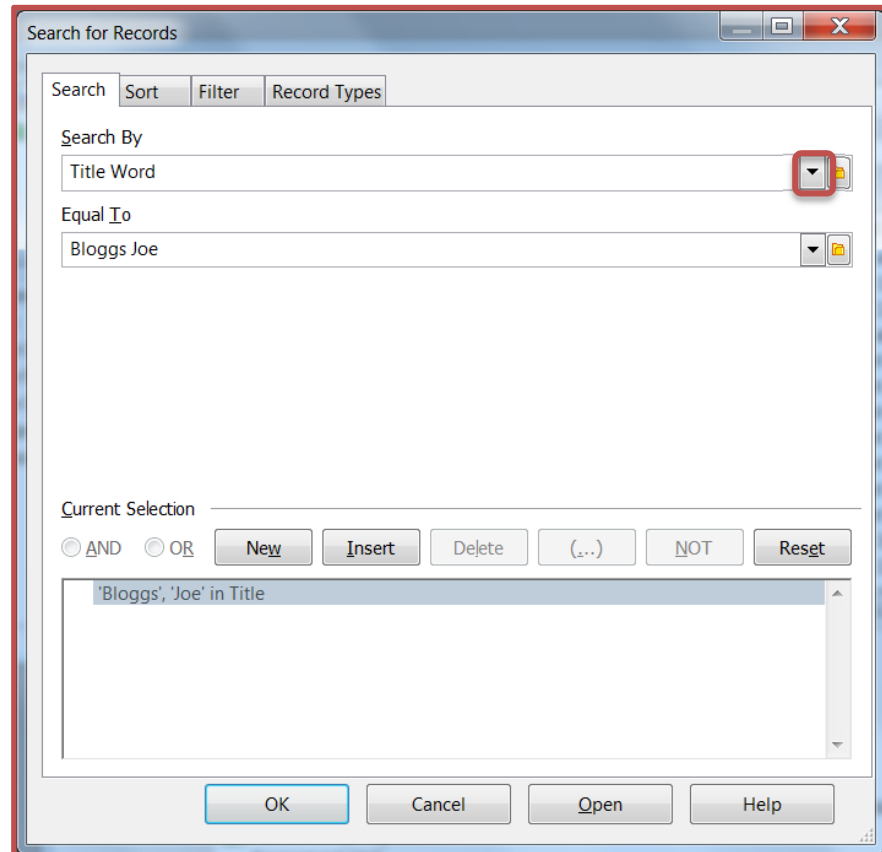 Search for Records
Search Sort Filter Record Types
Search By
Title Word
Equal To
Bloggs Joe
Current Selection
AND OR New Insert Delete (...) NOT Reset
'Bloggs', 'Joe' in Title
OK Cancel Open Help